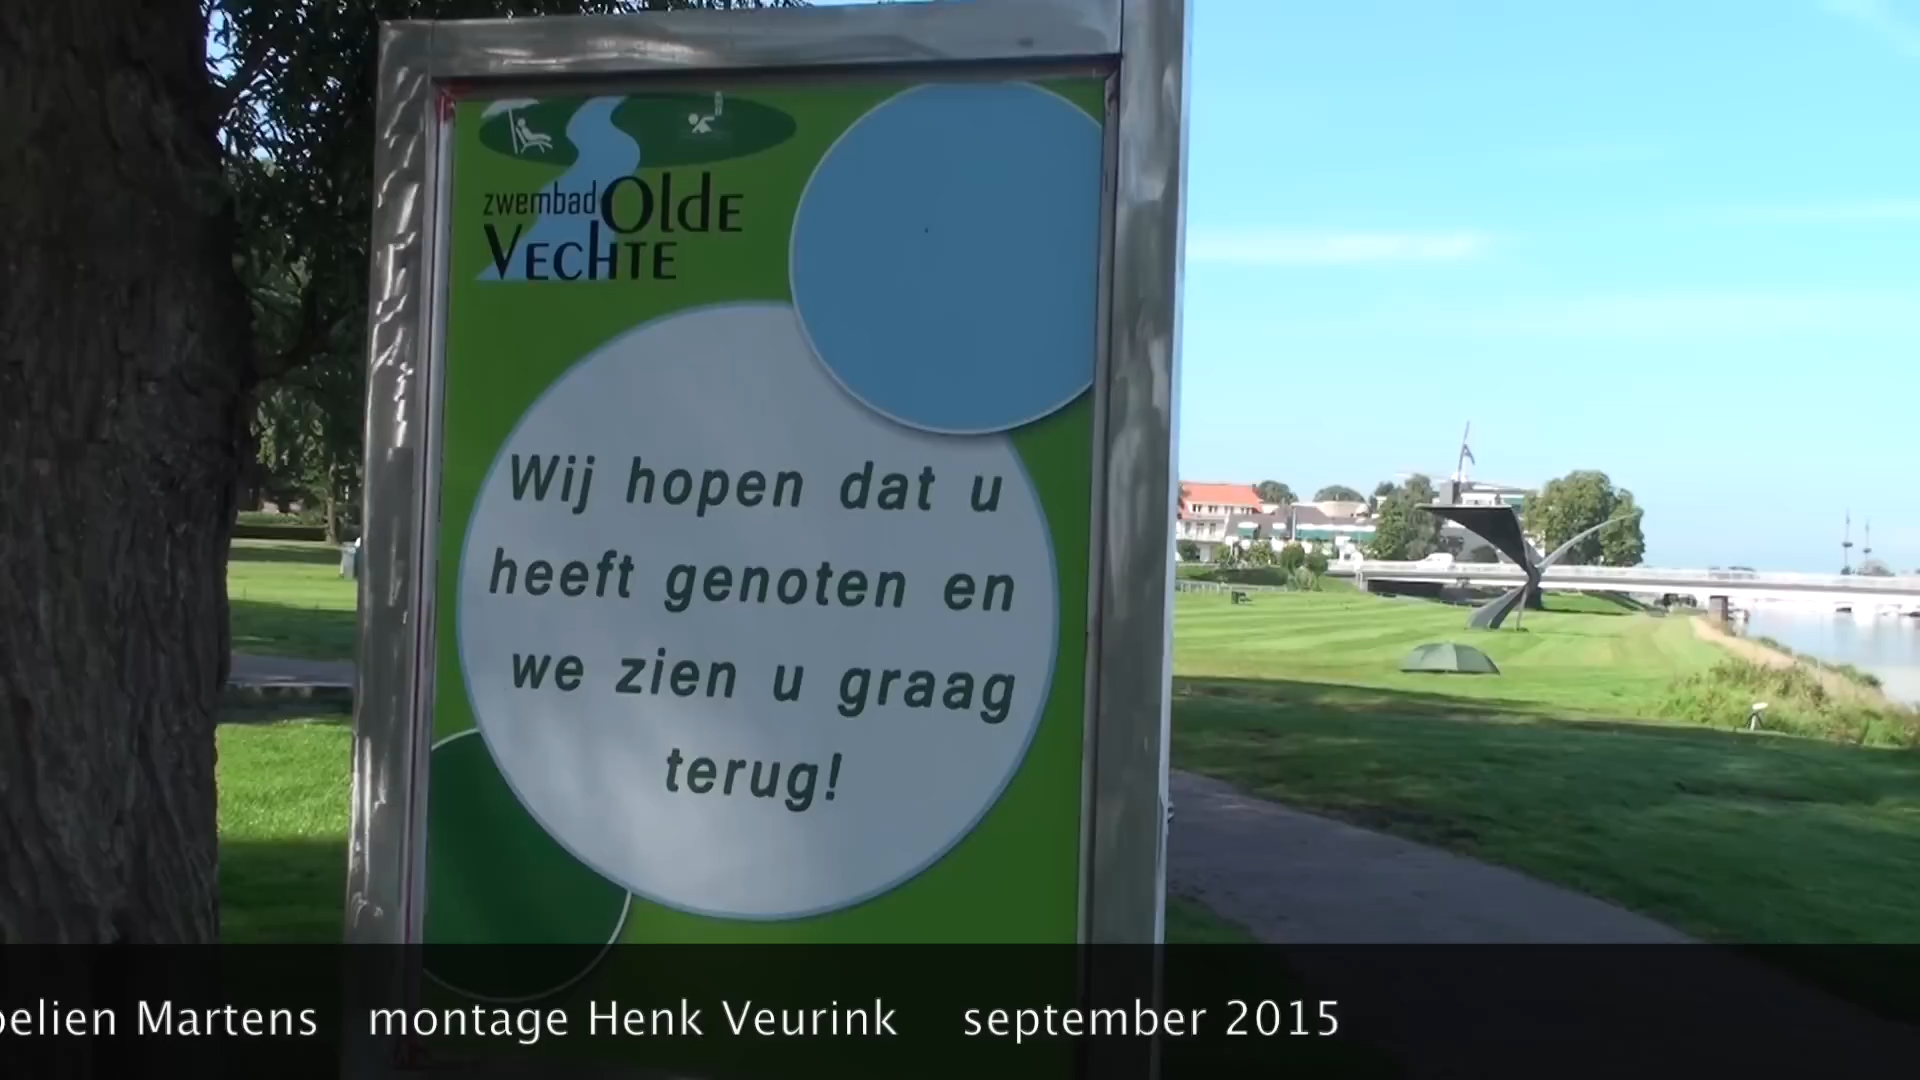 zwembad Olde
Vechte
Wij hopen dat u
heeft genoten en
we zien u graag
terug!
Martens montage Henk Veurink september 2015